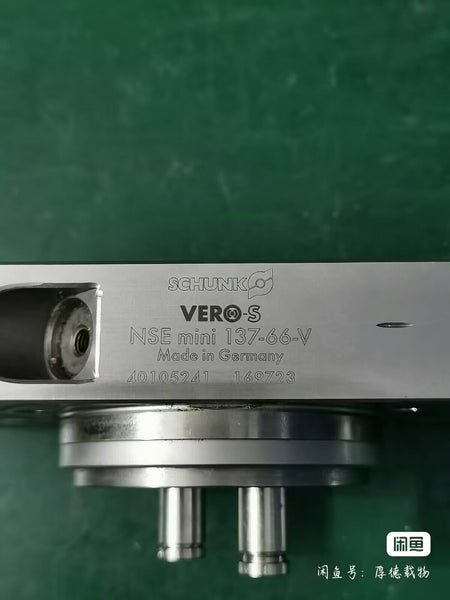 SCHUNK
VERO-S
NSE mini 137-66-V
Made in Germany
40105241 169723
闲鱼
闲鱼号：厚德载物